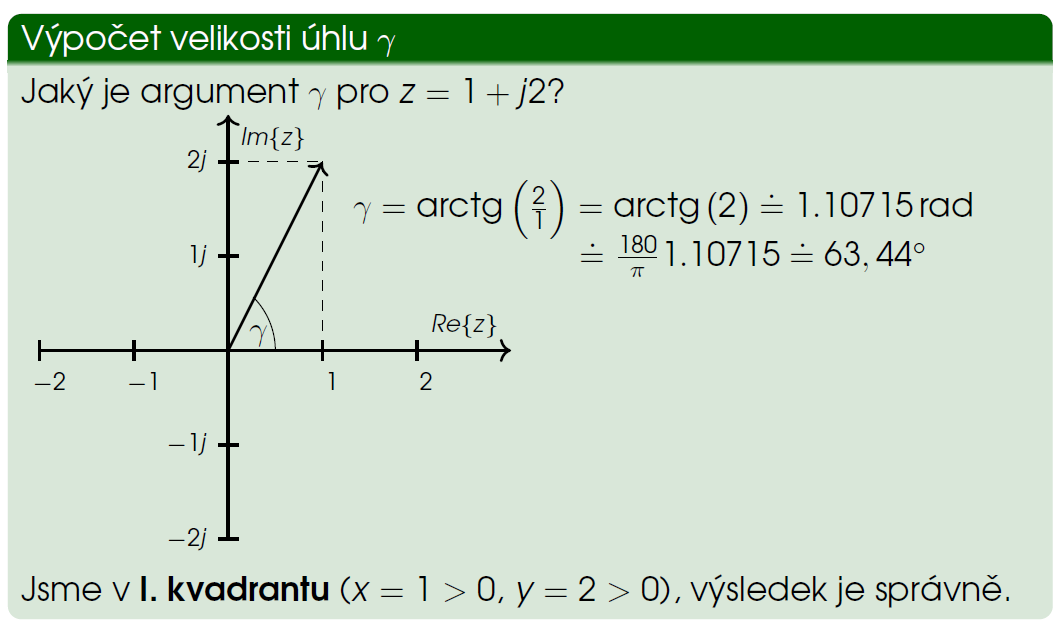 Výpočet velikosti úhlu γ
Jaký je argument γ pro z = 1 + j2?
Im{z}
2j
γ = arctg (2/1) = arctg (2) ≐ 1.10715 rad
≐ 180/π 1.10715 ≐ 63,44°
1j
Re{z}
γ
−2 −1 1 2
−1j
−2j
Jsme v I. kvadrantu (x = 1 > 0, y = 2 > 0), výsledek je správně.